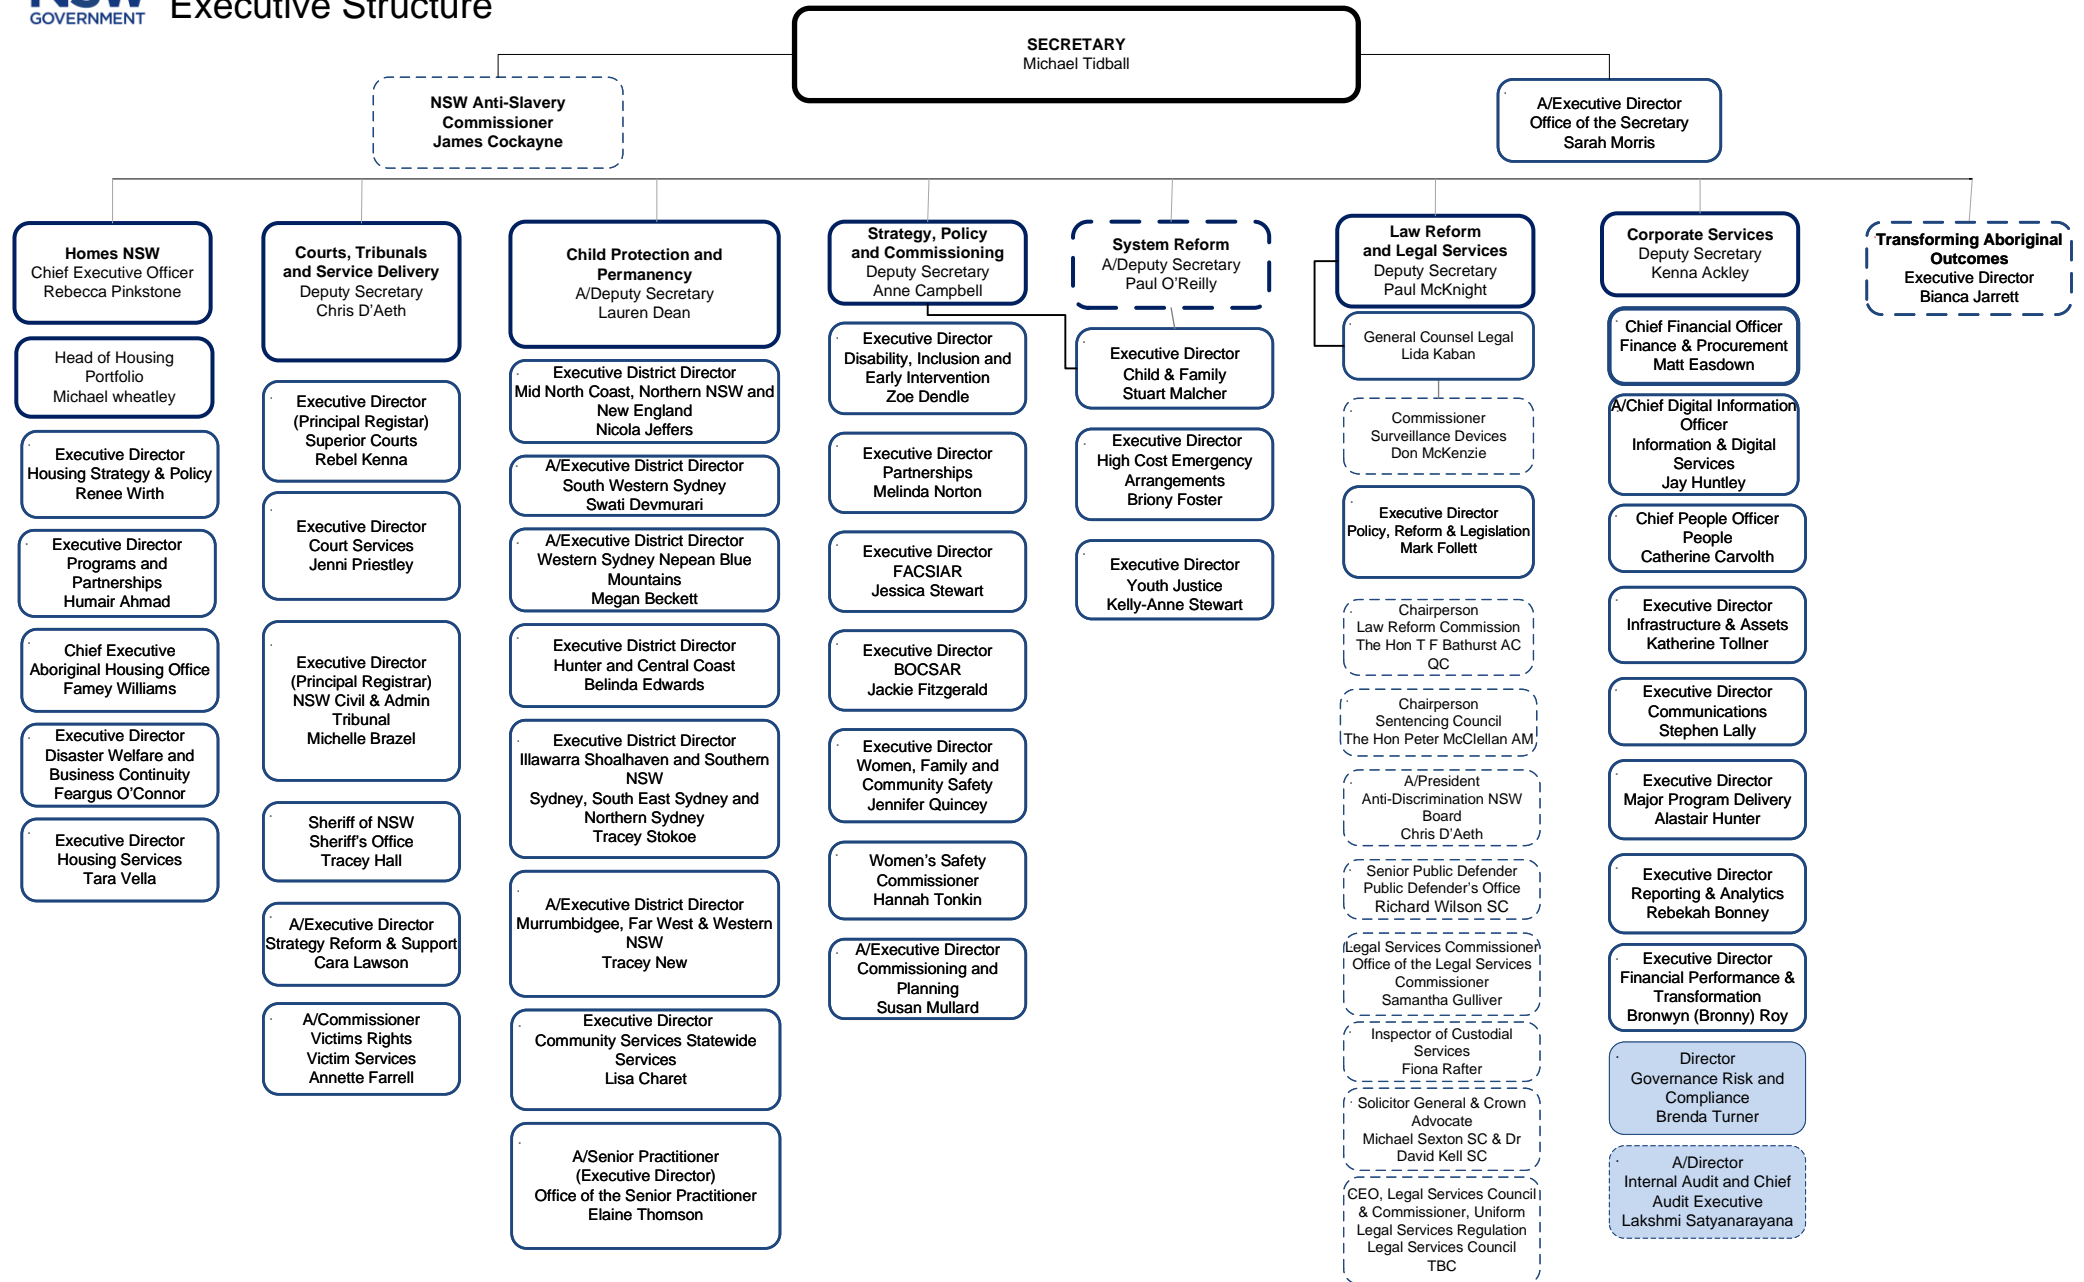 NSW
GOVERNMENT
Executive Structure
SECRETARY
Michael Tidball
NSW Anti-Slavery
Commissioner
James Cockayne
A/Executive Director
Office of the Secretary
Sarah Morris
Homes NSW
Chief Executive Officer
Rebecca Pinkstone
Head of Housing
Portfolio
Michael wheatley
Executive Director
Housing Strategy & Policy
Renee Wirth
Executive Director
Programs and
Partnerships
Humair Ahmad
Chief Executive
Aboriginal Housing Office
Famey Williams
Executive Director
Disaster Welfare and
Business Continuity
Feargus O’Connor
Executive Director
Housing Services
Tara Vella
Courts, Tribunals
and Service Delivery
Deputy Secretary
Chris D’Aeth
Executive Director
(Principal Registar)
Superior Courts
Rebel Kenna
Executive Director
Court Services
Jenni Priestley
Executive Director
(Principal Registrar)
NSW Civil & Admin
Tribunal
Michelle Brazel
Sheriff of NSW
Sheriff’s Office
Tracey Hall
A/Executive Director
Strategy Reform & Support
Cara Lawson
A/Commissioner
Victims Rights
Victim Services
Annette Farrell
Child Protection and
Permanency
A/Deputy Secretary
Lauren Dean
Executive District Director
Mid North Coast, Northern NSW and
New England
Nicola Jeffers
A/Executive District Director
South Western Sydney
Swati Devmurari
A/Executive District Director
Western Sydney Nepean Blue
Mountains
Megan Beckett
Executive District Director
Hunter and Central Coast
Belinda Edwards
Executive District Director
Illawarra Shoalhaven and Southern
NSW
Sydney, South East Sydney and
Northern Sydney
Tracey Stokoe
A/Executive District Director
Murrumbidgee, Far West & Western
NSW
Tracey New
Executive Director
Community Services Statewide
Services
Lisa Charet
A/Senior Practitioner
(Executive Director)
Office of the Senior Practitioner
Elaine Thomson
Strategy, Policy
and Commissioning
Deputy Secretary
Anne Campbell
Executive Director
Disability, Inclusion and
Early Intervention
Zoe Dendle
Executive Director
Partnerships
Melinda Norton
Executive Director
FACSIAR
Jessica Stewart
Executive Director
BOCSAR
Jackie Fitzgerald
Executive Director
Women, Family and
Community Safety
Jennifer Quincey
Women’s Safety
Commissioner
Hannah Tonkin
A/Executive Director
Commissioning and
Planning
Susan Mullard
System Reform
A/Deputy Secretary
Paul O’Reilly
Executive Director
Child & Family
Stuart Malcher
Executive Director
High Cost Emergency
Arrangements
Briony Foster
Executive Director
Youth Justice
Kelly-Anne Stewart
Law Reform
and Legal Services
Deputy Secretary
Paul McKnight
General Counsel Legal
Lida Kaban
Commissioner
Surveillance Devices
Don McKenzie
Executive Director
Policy, Reform & Legislation
Mark Follett
Chairperson
Law Reform Commission
The Hon T F Bathurst AC
QC
Chairperson
Sentencing Council
The Hon Peter McClellan AM
A/President
Anti-Discrimination NSW
Board
Chris D’Aeth
Senior Public Defender
Public Defender’s Office
Richard Wilson SC
Legal Services Commissioner
Office of the Legal Services
Commissioner
Samantha Gulliver
Inspector of Custodial
Services
Fiona Rafter
Solicitor General & Crown
Advocate
Michael Sexton SC & Dr
David Kell SC
CEO, Legal Services Council
& Commissioner, Uniform
Legal Services Regulation
Legal Services Council
TBC
Corporate Services
Deputy Secretary
Kenna Ackley
Chief Financial Officer
Finance & Procurement
Matt Easdown
A/Chief Digital Information
Officer
Information & Digital
Services
Jay Huntley
Chief People Officer
People
Catherine Carvolth
Executive Director
Infrastructure & Assets
Katherine Tollner
Executive Director
Communications
Stephen Lally
Executive Director
Major Program Delivery
Alastair Hunter
Executive Director
Reporting & Analytics
Rebekah Bonney
Executive Director
Financial Performance &
Transformation
Bronwyn (Bronny) Roy
Director
Governance Risk and
Compliance
Brenda Turner
A/Director
Internal Audit and Chief
Audit Executive
Lakshmi Satyanarayana
Transforming Aboriginal
Outcomes
Executive Director
Bianca Jarrett